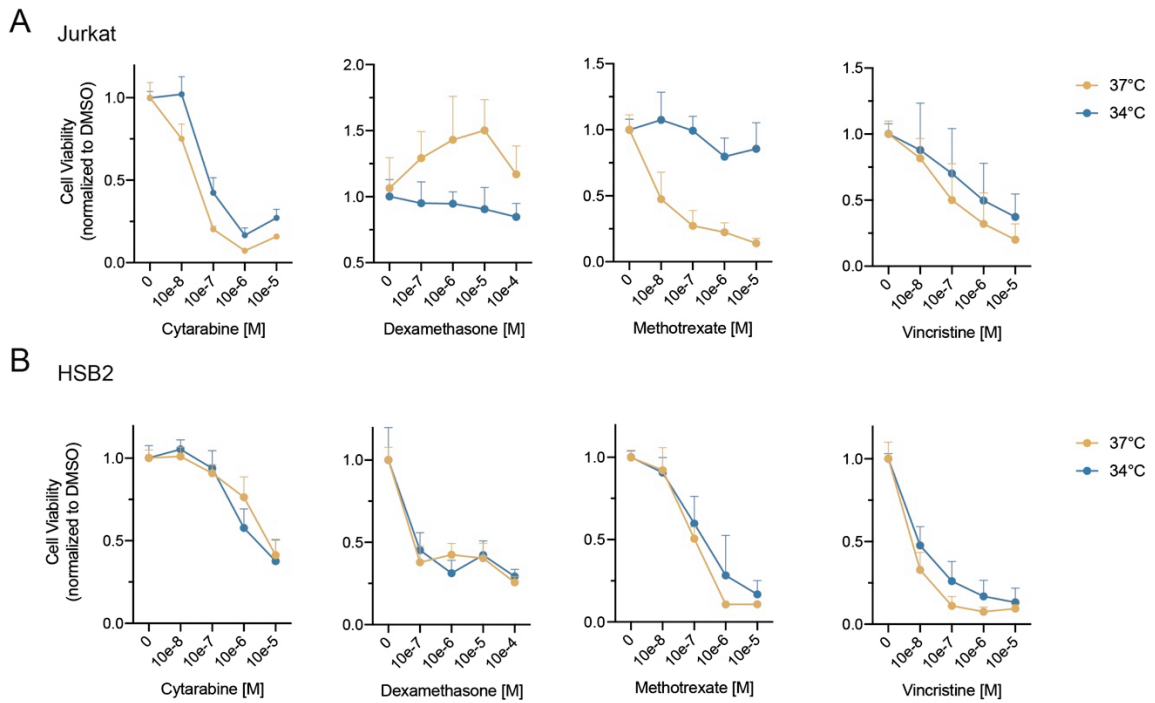 A
Jurkat
Cell Viability
(normalized to DMSO)
1.0
0.5
0.0
0
10e-8
10e-7
10e-6
10e-5
Cytarabine [M]
2.0
1.5
1.0
0.5
0
10e-7
10e-6
10e-5
10e-4
Dexamethasone [M]
1.5
1.0
0.5
0.0
0
10e-8
10e-7
10e-6
10e-5
Methotrexate [M]
1.5
1.0
0.5
0.0
0
10e-8
10e-7
10e-6
10e-5
Vincristine [M]
37°C
34°C
B
HSB2
Cell Viability
(normalized to DMSO)
1.0
0.5
0.0
0
10e-8
10e-7
10e-6
10e-5
Cytarabine [M]
1.0
0.5
0.0
0
10e-7
10e-6
10e-5
10e-4
Dexamethasone [M]
1.0
0.5
0.0
0
10e-8
10e-7
10e-6
10e-5
Methotrexate [M]
1.0
0.5
0.0
0
10e-8
10e-7
10e-6
10e-5
Vincristine [M]
37°C
34°C